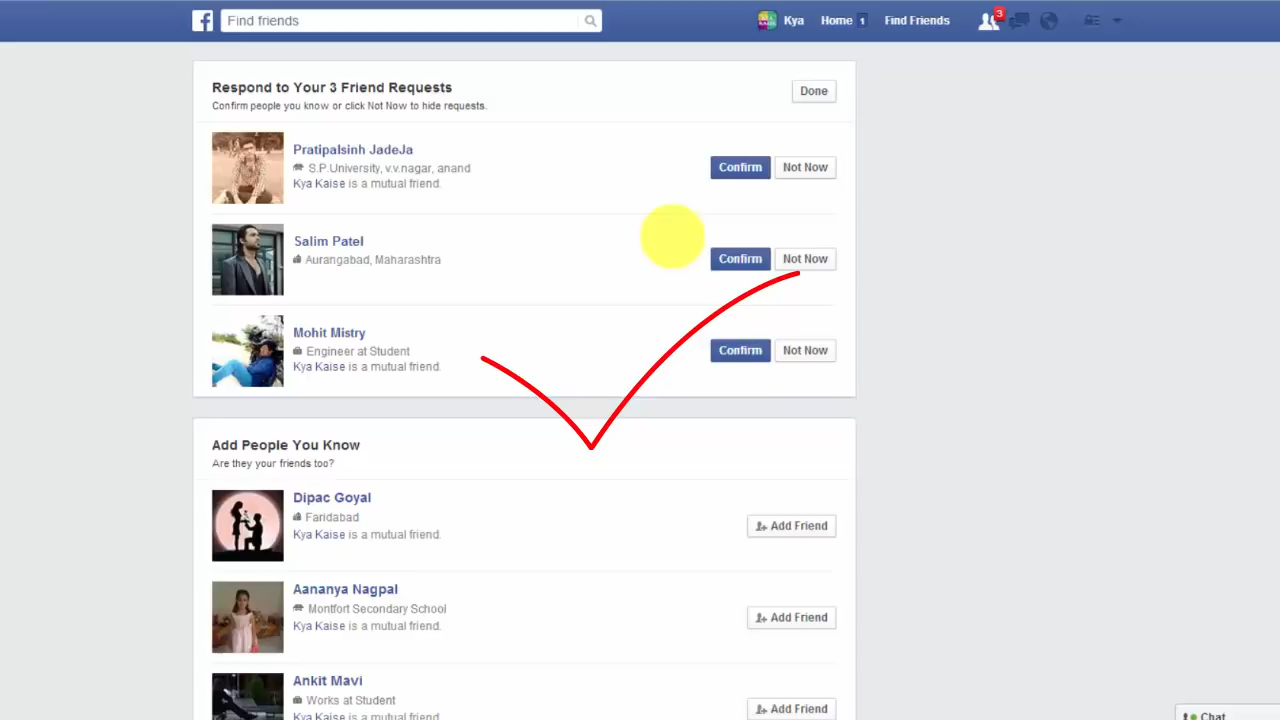 f Find friends Kya Home 1 Find Friends 3
Respond to Your 3 Friend Requests
Done
Confirm people you know or click Not Now to hide requests.
Pratipalsinh JadeJa
S.P.University, v.v.nagar, anand
Kya Kaise is a mutual friend.
Confirm Not Now
Salim Patel
Aurangabad, Maharashtra
Confirm Not Now
Mohit Mistry
Engineer at Student
Kya Kaise is a mutual friend.
Confirm Not Now
Add People You Know
Are they your friends too?
Dipac Goyal
Faridabad
Kya Kaise is a mutual friend.
Add Friend
Aananya Nagpal
Montfort Secondary School
Kya Kaise is a mutual friend.
Add Friend
Ankit Mavi
Works at Student
Kya Kaise is a mutual friend.
Add Friend
Chat